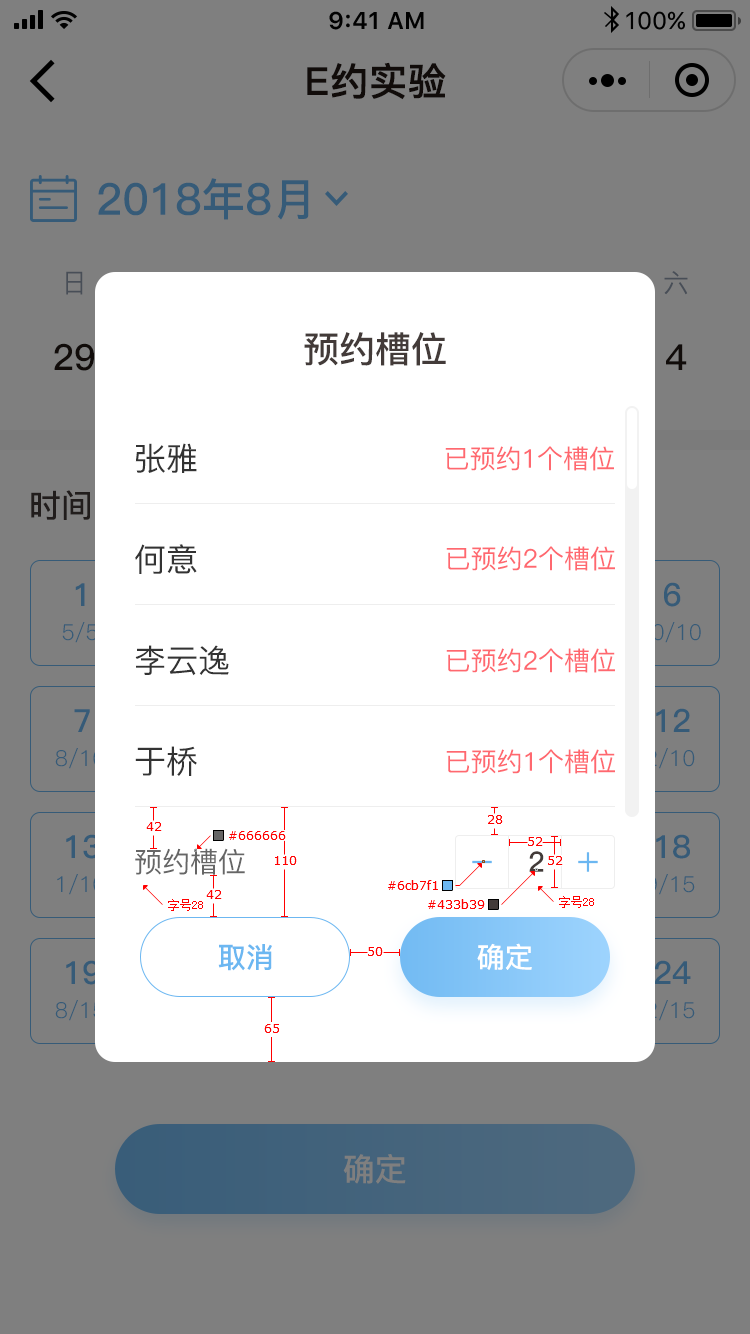 9:41 AM 100%
E约实验
2018年8月
日 六
29 4
预约槽位
张雅 已预约1个槽位
何意 已预约2个槽位
李云逸 已预约2个槽位
于桥 已预约1个槽位
时间
1 6
5/5 0/10
7 12
8/10 2/10
13 18
1/10 0/15
19 24
8/15 2/15
42 28
#666666
预约槽位 110 52 2 52
#6cb7f1
42 #433b39
字号28 字号28
取消 50 确定
65
确定